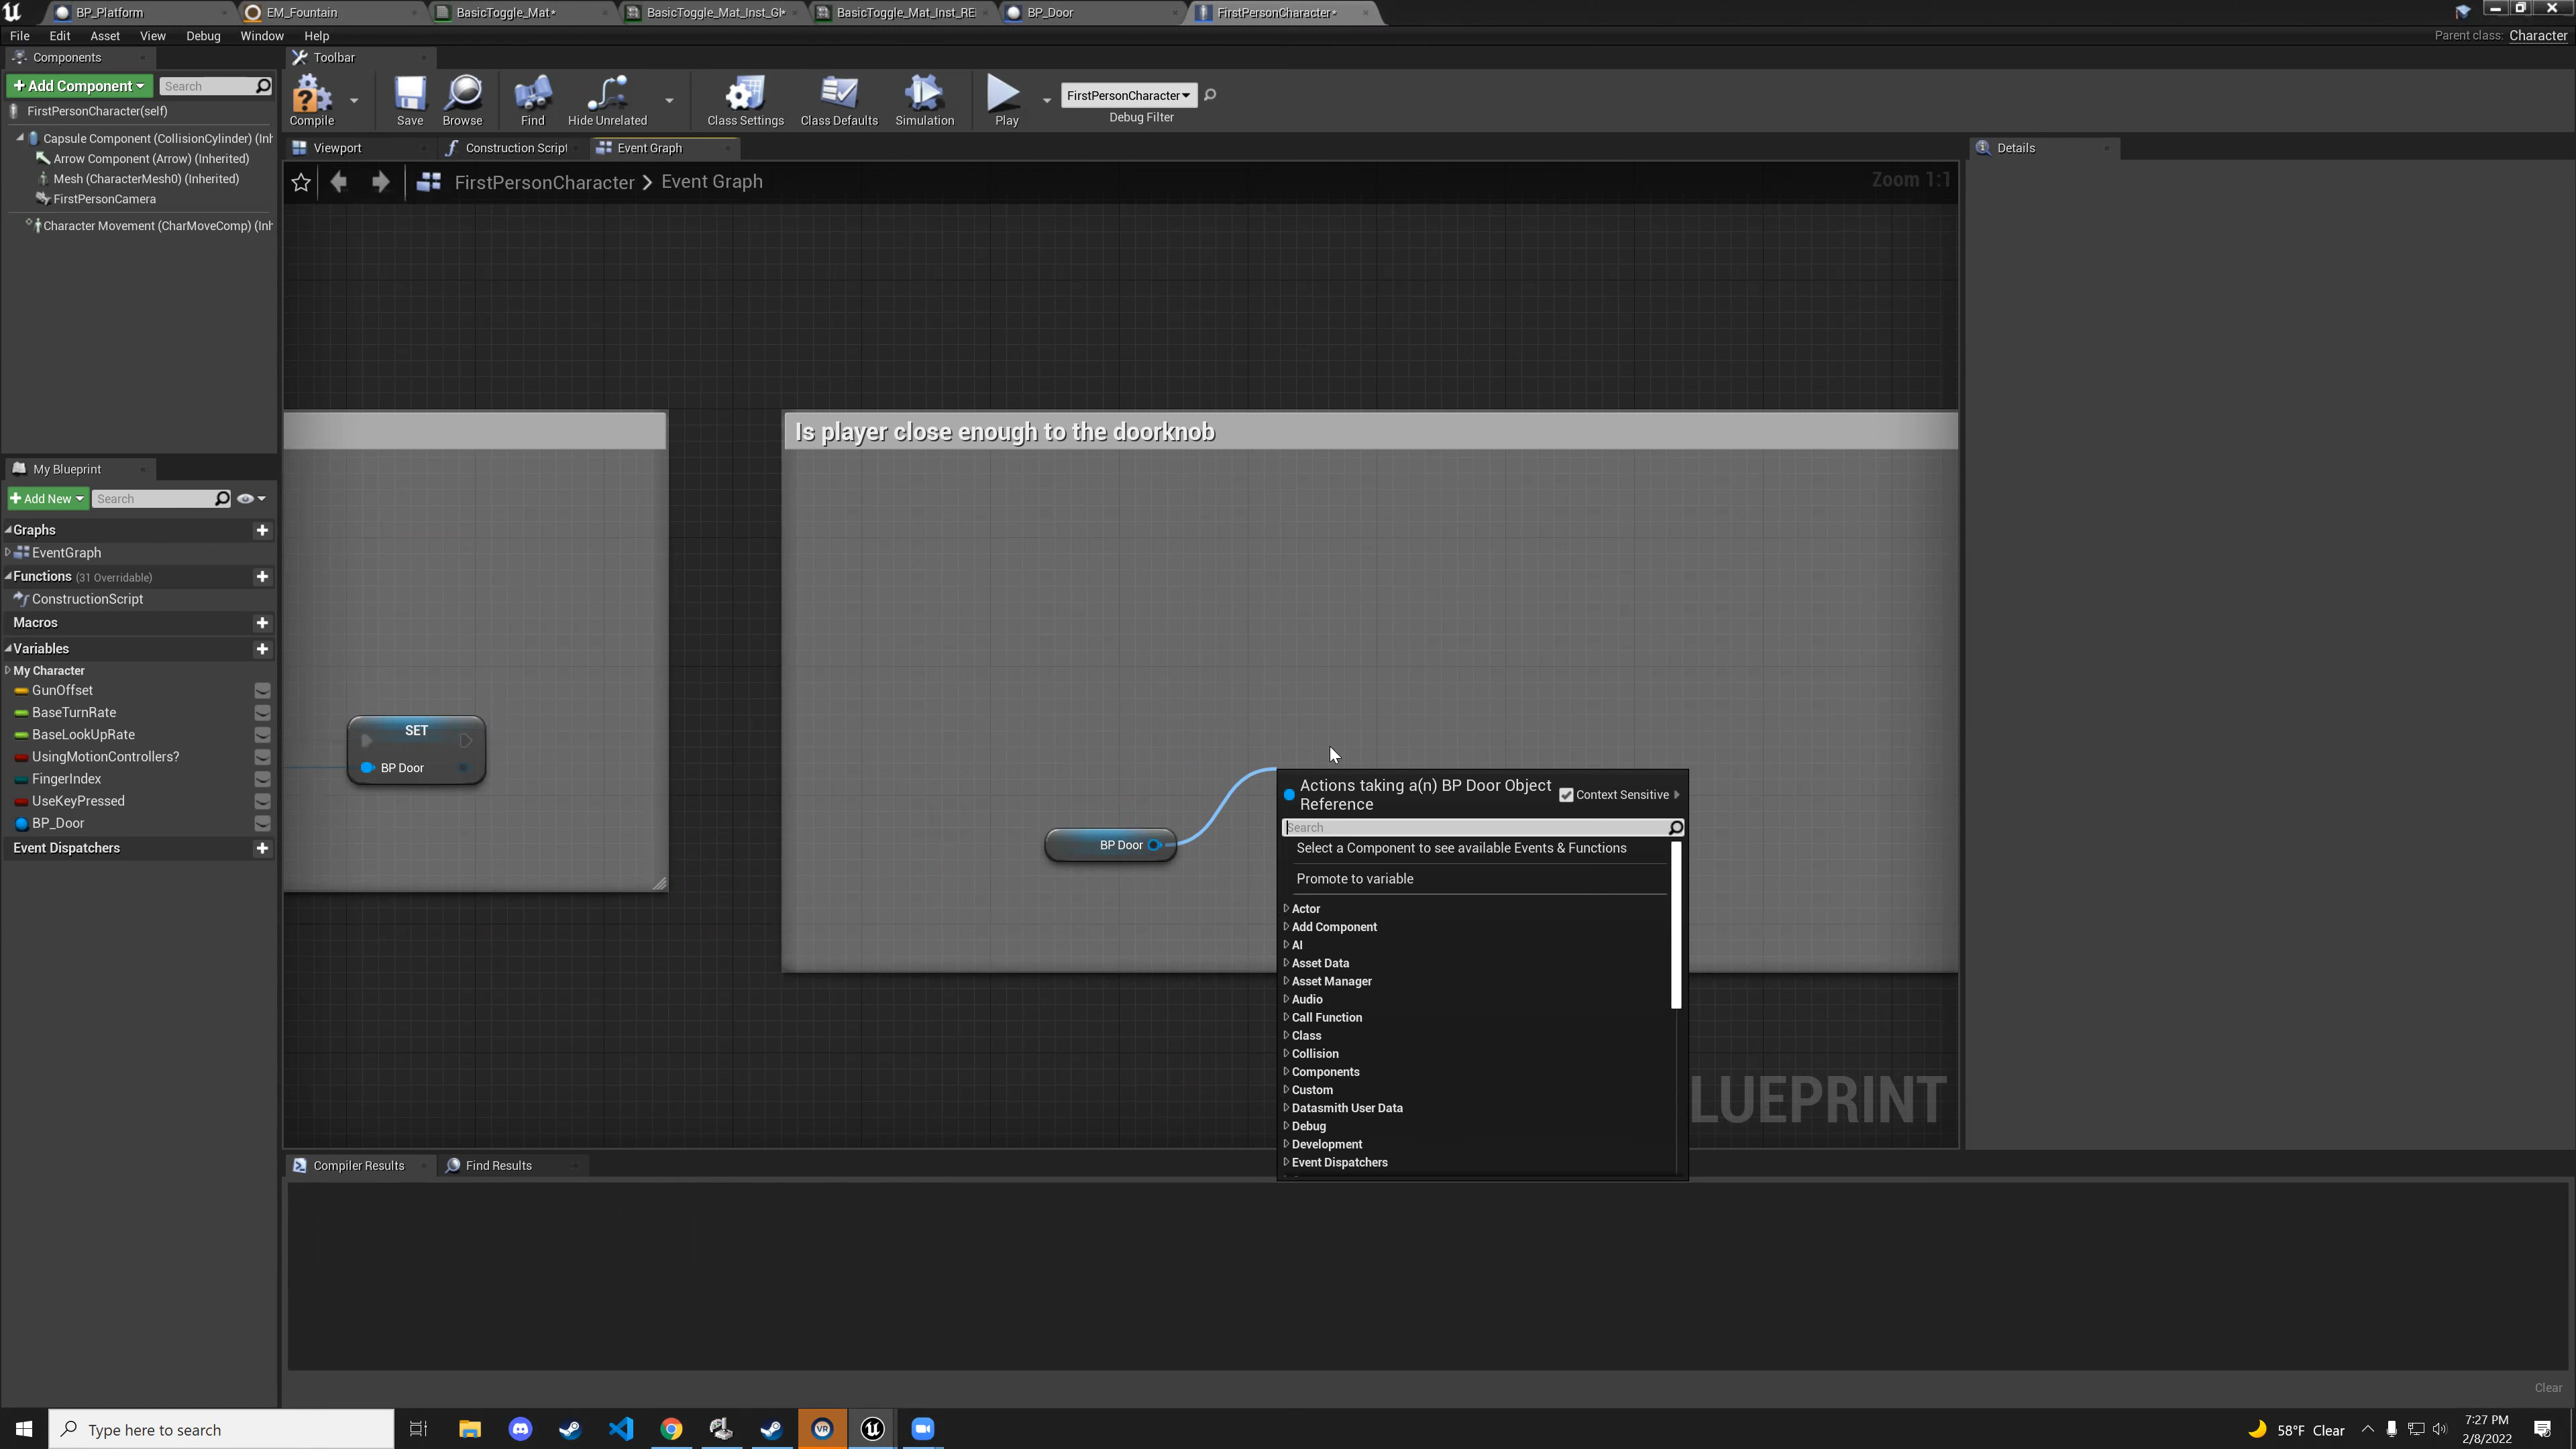 BP_Platform
EM_Fountain
BasicToggle_Mat*
BasicToggle_Mat_Inst_GI*
BasicToggle_Mat_Inst_RE
BP_Door
FirstPersonCharacter*
File Edit Asset View Debug Window Help
Parent class: Character
Components
Toolbar
+ Add Component
Search
FirstPersonCharacter(self)
Capsule Component (CollisionCylinder) (Inh
Arrow Component (Arrow) (Inherited)
Mesh (CharacterMesh0) (Inherited)
FirstPersonCamera
Character Movement (CharMoveComp) (Inh
Compile
Save
Browse
Find
Hide Unrelated
Class Settings
Class Defaults
Simulation
Play
FirstPersonCharacter
Debug Filter
Viewport
Construction Script
Event Graph
Details
FirstPersonCharacter > Event Graph
Zoom 1:1
Is player close enough to the doorknob
My Blueprint
+ Add New
Search
Graphs
EventGraph
Functions (31 Overridable)
ConstructionScript
Macros
Variables
My Character
GunOffset
BaseTurnRate
BaseLookUpRate
UsingMotionControllers?
FingerIndex
UseKeyPressed
BP_Door
Event Dispatchers
SET
BP Door
BP Door
Actions taking a(n) BP Door Object
Reference
Context Sensitive
Search
Select a Component to see available Events & Functions
Promote to variable
Actor
Add Component
AI
Asset Data
Asset Manager
Audio
Call Function
Class
Collision
Components
Custom
Datasmith User Data
Debug
Development
Event Dispatchers
LUEPRINT
Compiler Results
Find Results
Clear
Type here to search
VR
58°F Clear
7:27 PM
2/8/2022